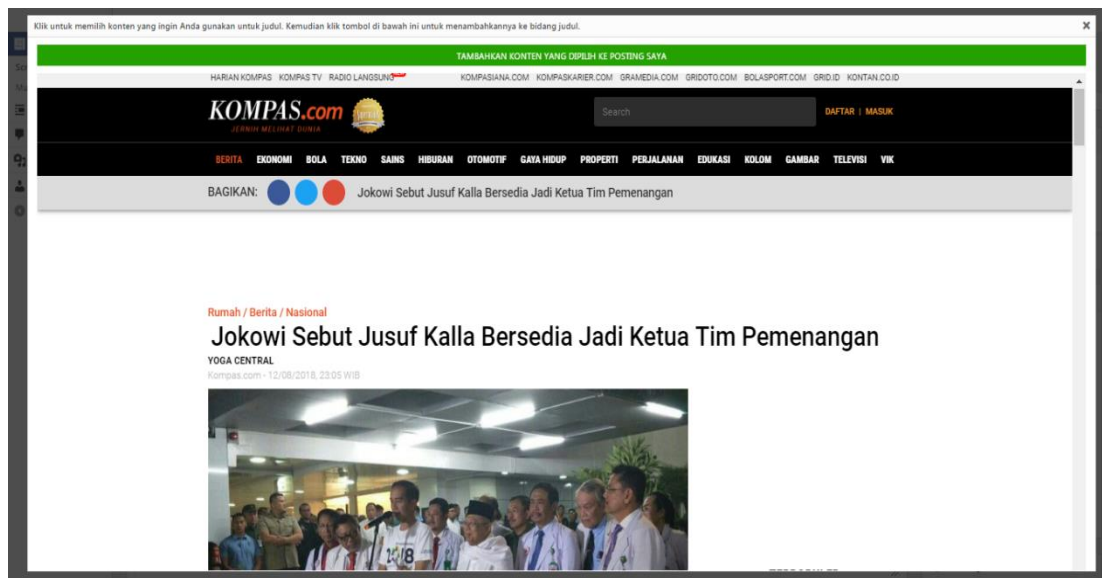 Klik untuk memilih konten yang ingin Anda gunakan untuk judul. Kemudian klik tombol di bawah ini untuk menambahkannya ke bidang judul.
TAMBAHKAN KONTEN YANG DIPILIH KE POSTING SAYA
HARIAN KOMPAS KOMPAS TV RADIO LANGSUNG KOMPASIANA.COM KOMPASKARIER.COM GRAMEDIA.COM GRIDOTO.COM BOLASPORT.COM GRID.ID KONTAN.CO.ID
KOMPAS.com
JERNIH MELIHAT DUNIA
Search
DAFTAR | MASUK
BERITA EKONOMI BOLA TEKNO SAINS HIBURAN OTOMOTIF GAYA HIDUP PROPERTI PERJALANAN EDUKASI KOLOM GAMBAR TELEVISI VIK
BAGIKAN: Jokowi Sebut Jusuf Kalla Bersedia Jadi Ketua Tim Pemenangan
Rumah / Berita / Nasional
Jokowi Sebut Jusuf Kalla Bersedia Jadi Ketua Tim Pemenangan
YOGA CENTRAL
Kompas.com - 12/08/2018, 23:05 WIB